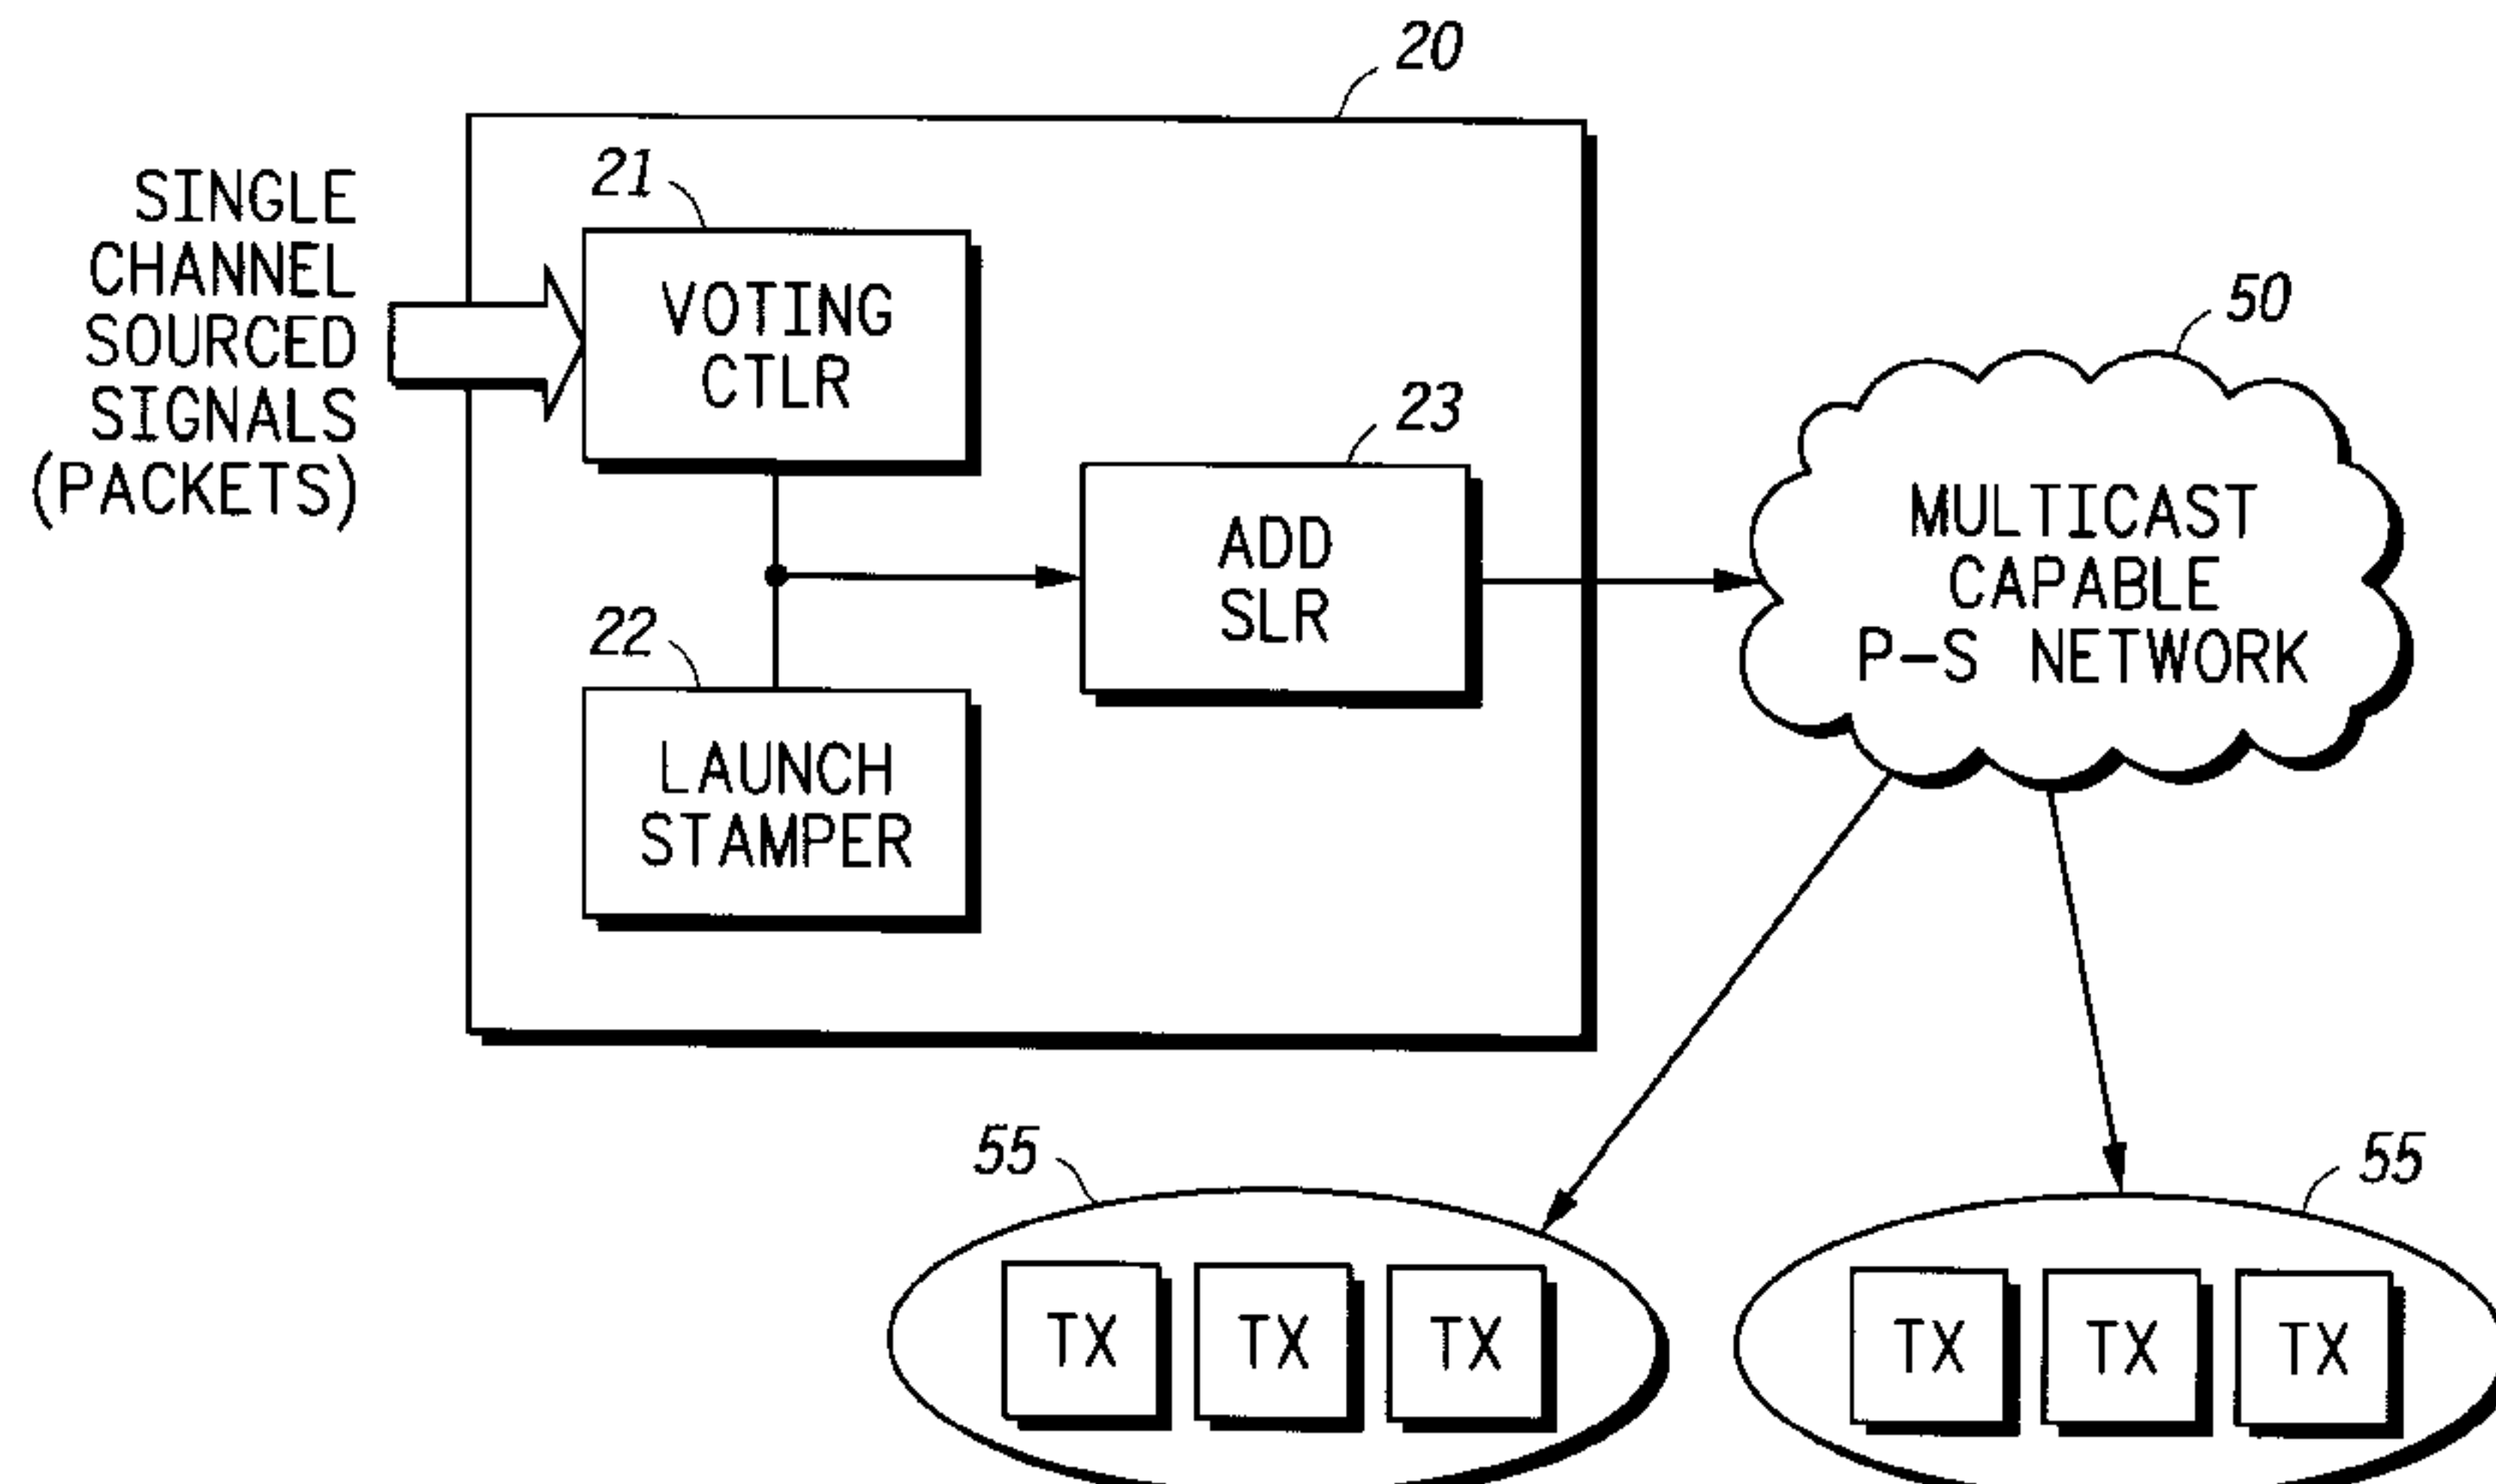 20
21
SINGLE
CHANNEL
SOURCED
SIGNALS
(PACKETS)
VOTING
CTLR
50
23
MULTICAST
CAPABLE
P-S NETWORK
ADD
SLR
22
LAUNCH
STAMPER
55
55
TX TX TX
TX TX TX